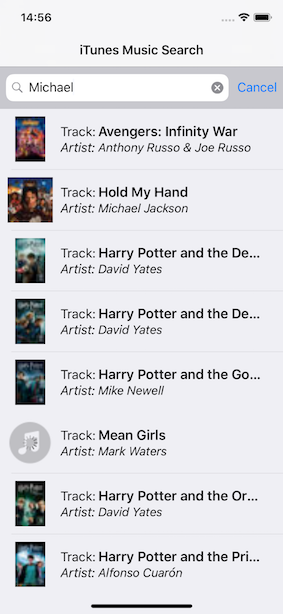 14:56
iTunes Music Search
Michael
Cancel
Track: Avengers: Infinity War
Artist: Anthony Russo & Joe Russo
Track: Hold My Hand
Artist: Michael Jackson
Track: Harry Potter and the De...
Artist: David Yates
Track: Harry Potter and the De...
Artist: David Yates
Track: Harry Potter and the Go...
Artist: Mike Newell
Track: Mean Girls
Artist: Mark Waters
Track: Harry Potter and the Or...
Artist: David Yates
Track: Harry Potter and the Pri...
Artist: Alfonso Cuarón